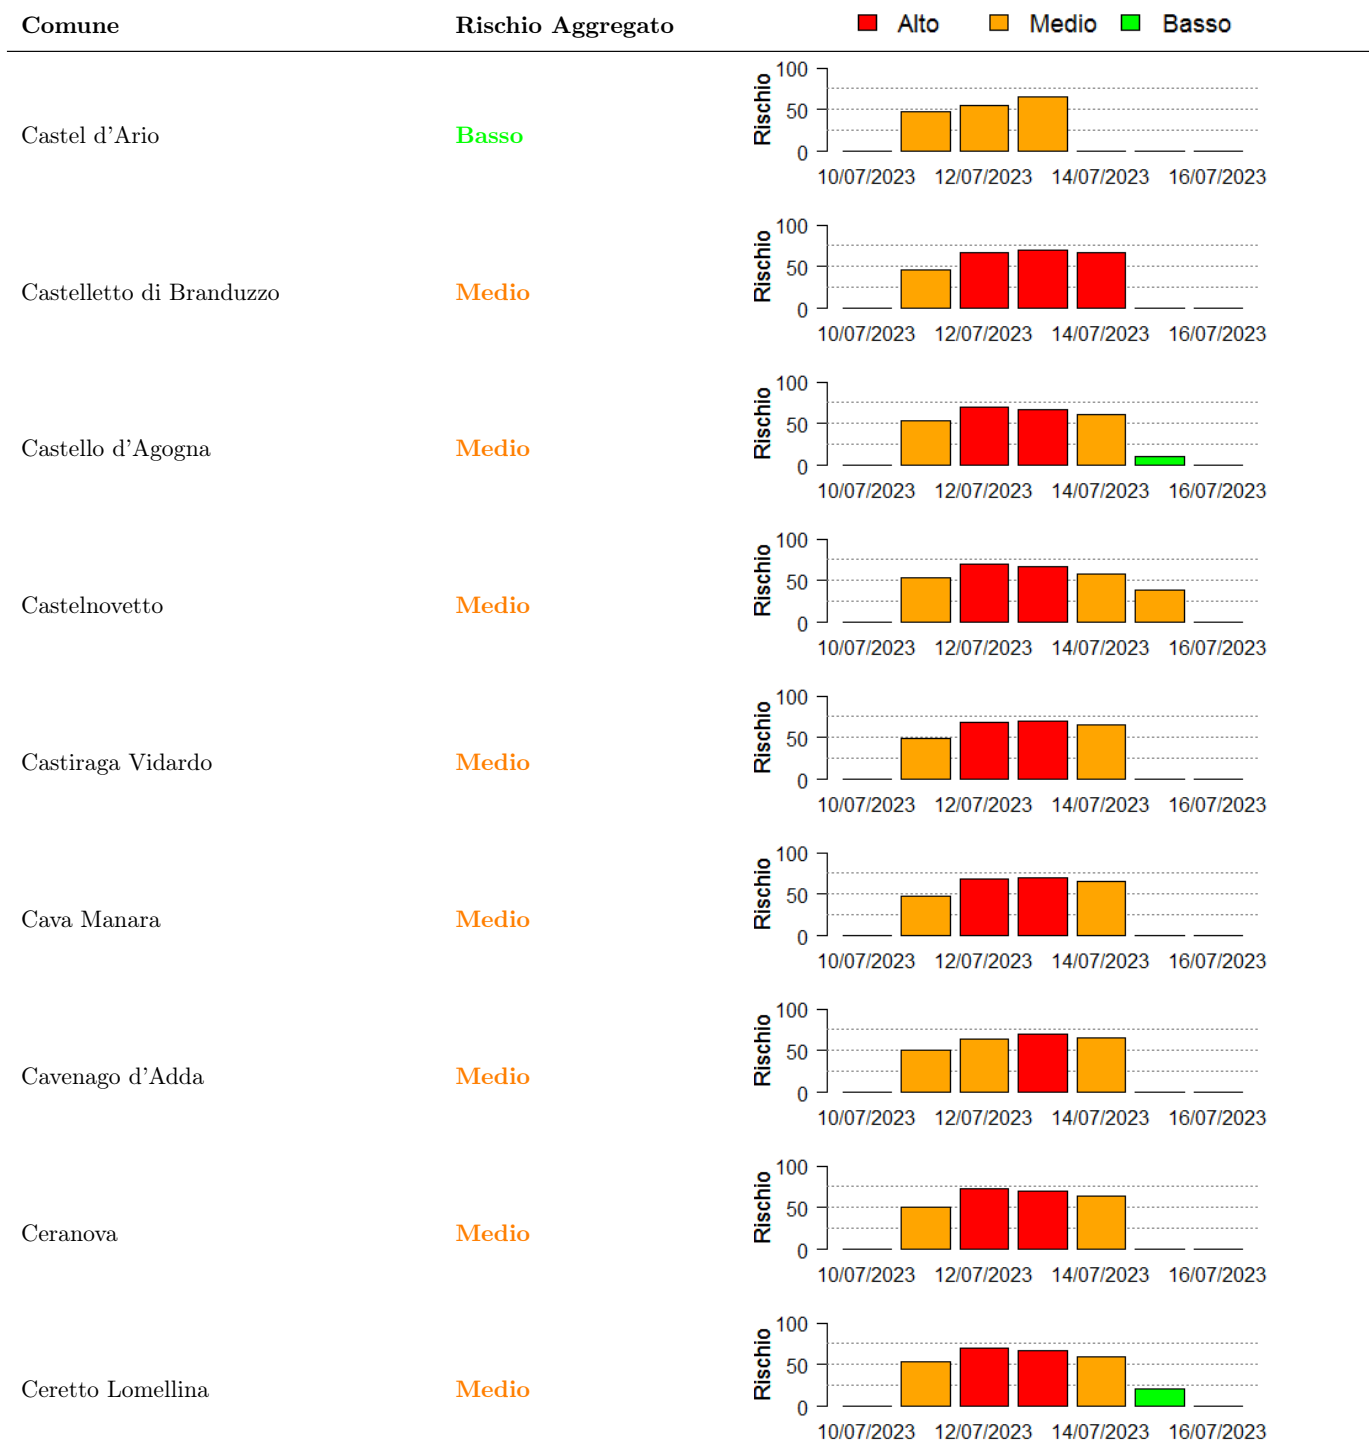 Comune Rischio Aggregato Alto Medio Basso
100
50
0
Rischio
Castel d'Ario Basso
10/07/2023 12/07/2023 14/07/2023 16/07/2023
100
50
0
Rischio
Castelletto di Branduzzo Medio
10/07/2023 12/07/2023 14/07/2023 16/07/2023
100
50
0
Rischio
Castello d'Agogna Medio
10/07/2023 12/07/2023 14/07/2023 16/07/2023
100
50
0
Rischio
Castelnovetto Medio
10/07/2023 12/07/2023 14/07/2023 16/07/2023
100
50
0
Rischio
Castiraga Vidardo Medio
10/07/2023 12/07/2023 14/07/2023 16/07/2023
100
50
0
Rischio
Cava Manara Medio
10/07/2023 12/07/2023 14/07/2023 16/07/2023
100
50
0
Rischio
Cavenago d'Adda Medio
10/07/2023 12/07/2023 14/07/2023 16/07/2023
100
50
0
Rischio
Ceranova Medio
10/07/2023 12/07/2023 14/07/2023 16/07/2023
100
50
0
Rischio
Ceretto Lomellina Medio
10/07/2023 12/07/2023 14/07/2023 16/07/2023